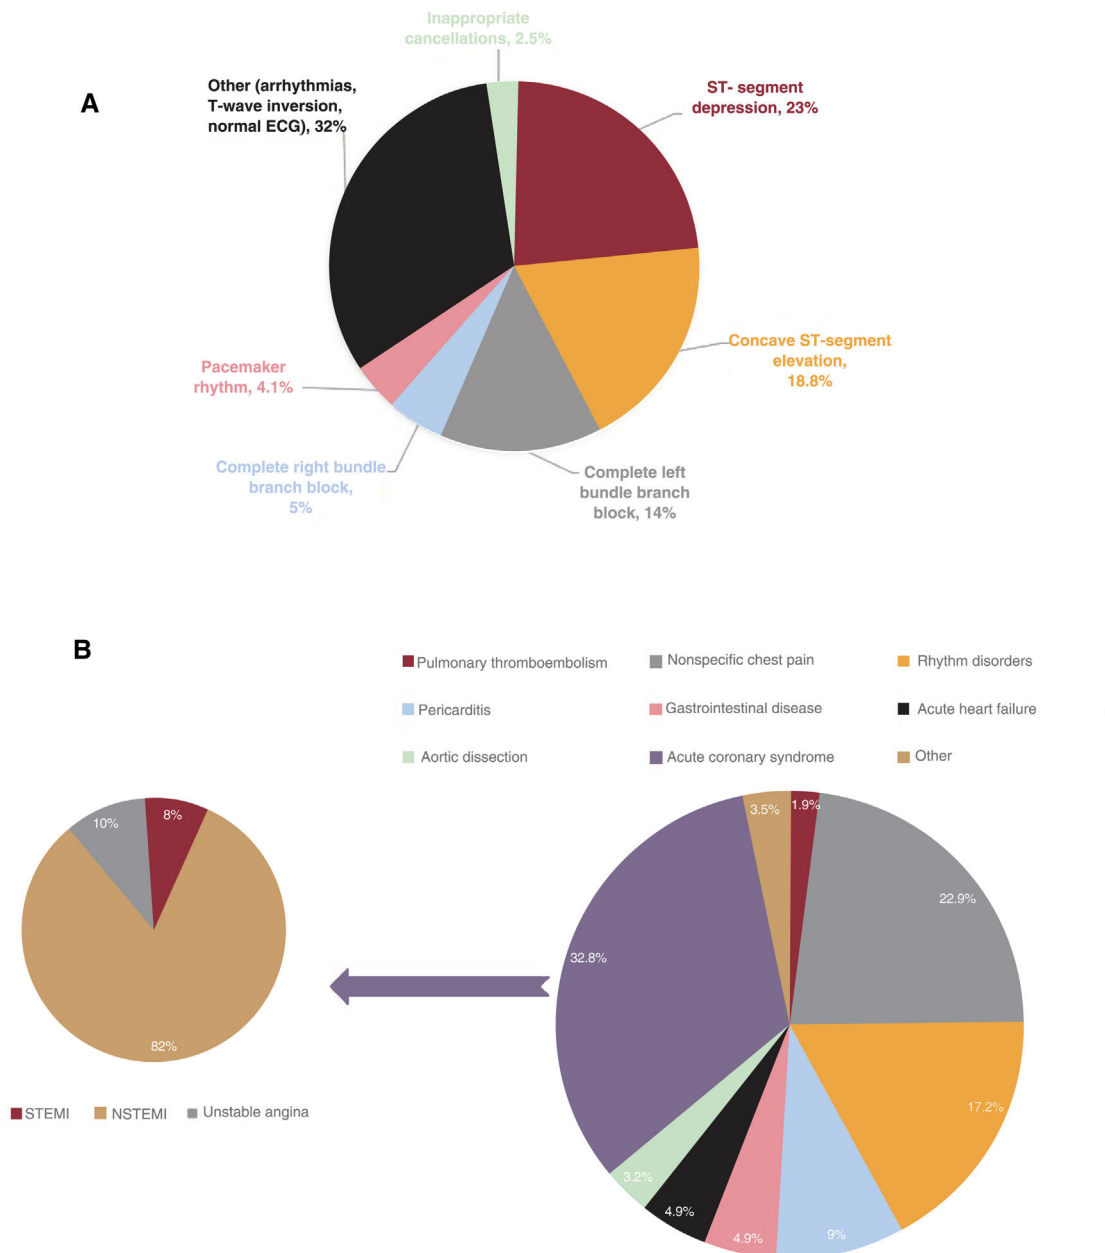 Inappropriate
cancellations, 2.5%
A
Other (arrhythmias,
T-wave inversion,
normal ECG), 32%
ST- segment
depression, 23%
Concave ST-segment
elevation,
18.8%
Pacemaker
rhythm, 4.1%
Complete right bundle
branch block,
5%
Complete left
bundle branch
block, 14%
B
Pulmonary thromboembolism
Nonspecific chest pain
Rhythm disorders
Pericarditis
Gastrointestinal disease
Acute heart failure
Aortic dissection
Acute coronary syndrome
Other
10%
8%
82%
STEMI
NSTEMI
Unstable angina
3.5%
1.9%
22.9%
32.8%
17.2%
3.2%
4.9%
4.9%
9%